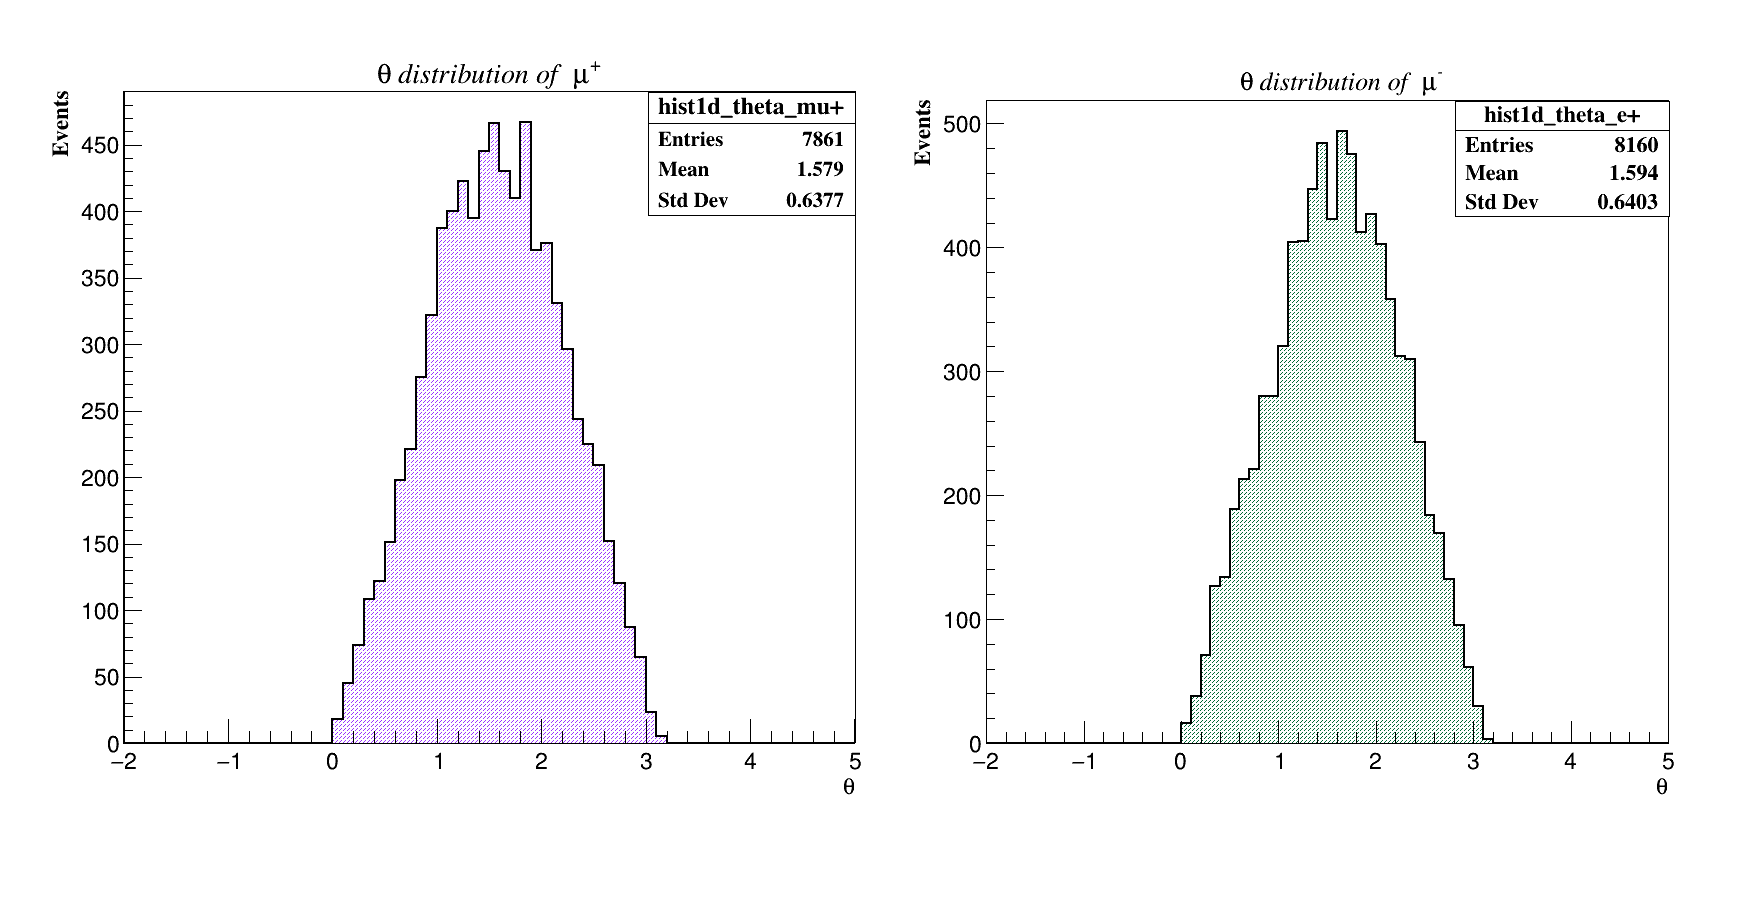 θ distribution of μ+
Events
hist1d_theta_mu+
Entries 7861
Mean 1.579
Std Dev 0.6377
450
400
350
300
250
200
150
100
50
0
−2 −1 0 1 2 3 4 5
θ
θ distribution of μ-
Events
hist1d_theta_e+
Entries 8160
Mean 1.594
Std Dev 0.6403
500
400
300
200
100
0
−2 −1 0 1 2 3 4 5
θ